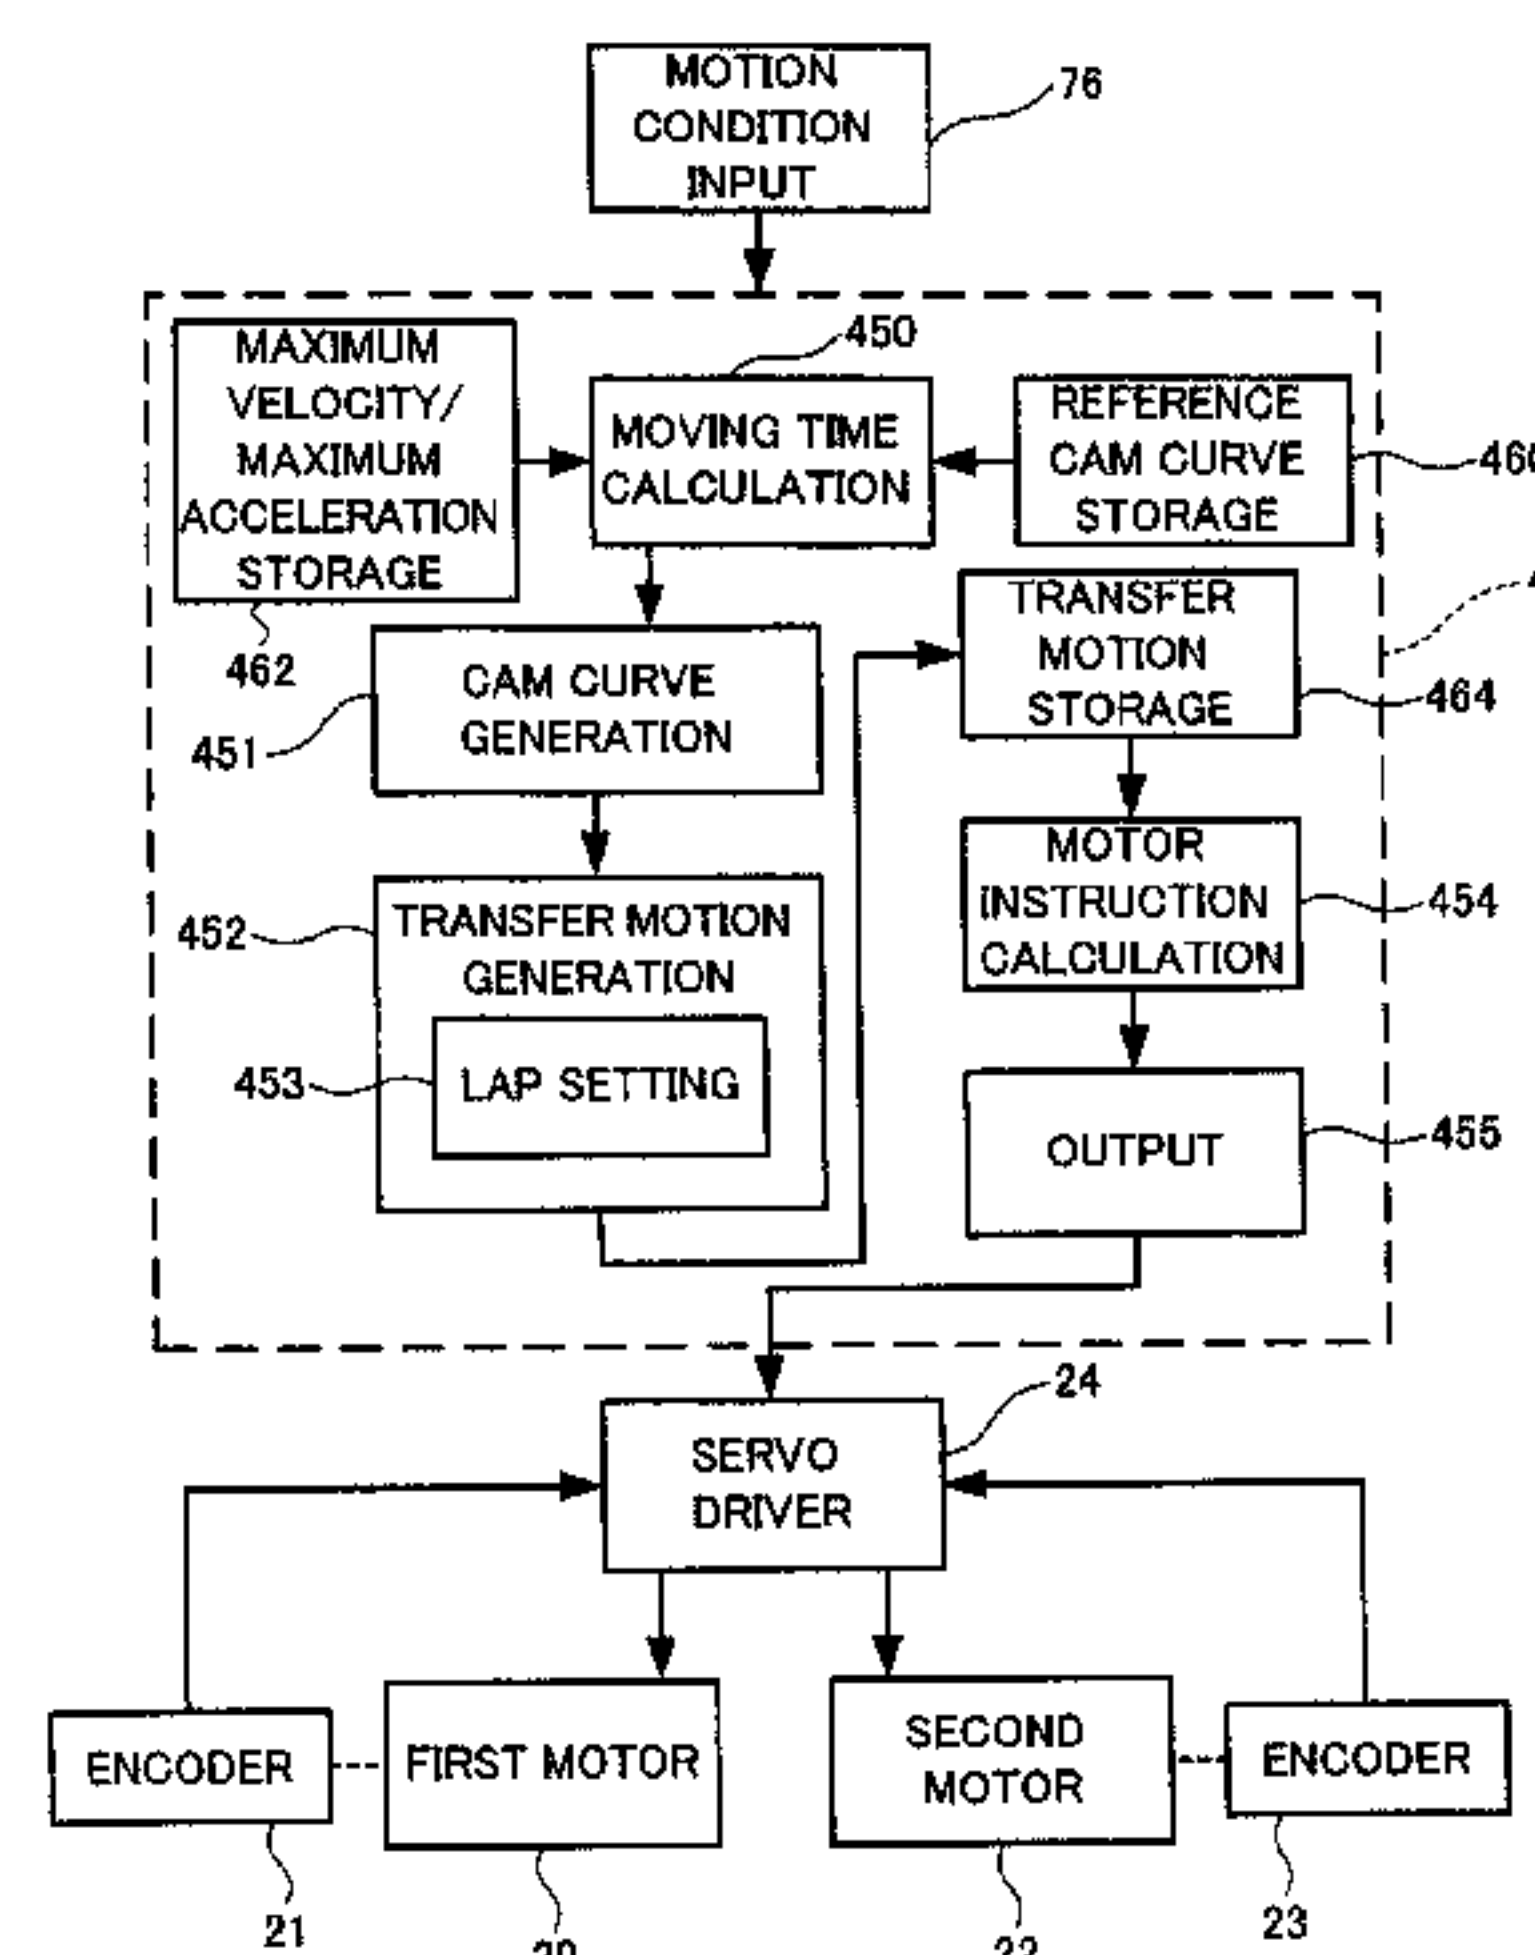 MOTION
CONDITION
INPUT
76
MAXIMUM
VELOCITY/
MAXIMUM
ACCELERATION
STORAGE
462
450
MOVING TIME
CALCULATION
REFERENCE
CAM CURVE
STORAGE
451
CAM CURVE
GENERATION
TRANSFER
MOTION
STORAGE
464
452
TRANSFER MOTION
GENERATION
453
LAP SETTING
MOTOR
INSTRUCTION
CALCULATION
454
OUTPUT
455
24
SERVO
DRIVER
ENCODER
21
FIRST MOTOR
SECOND
MOTOR
ENCODER
23